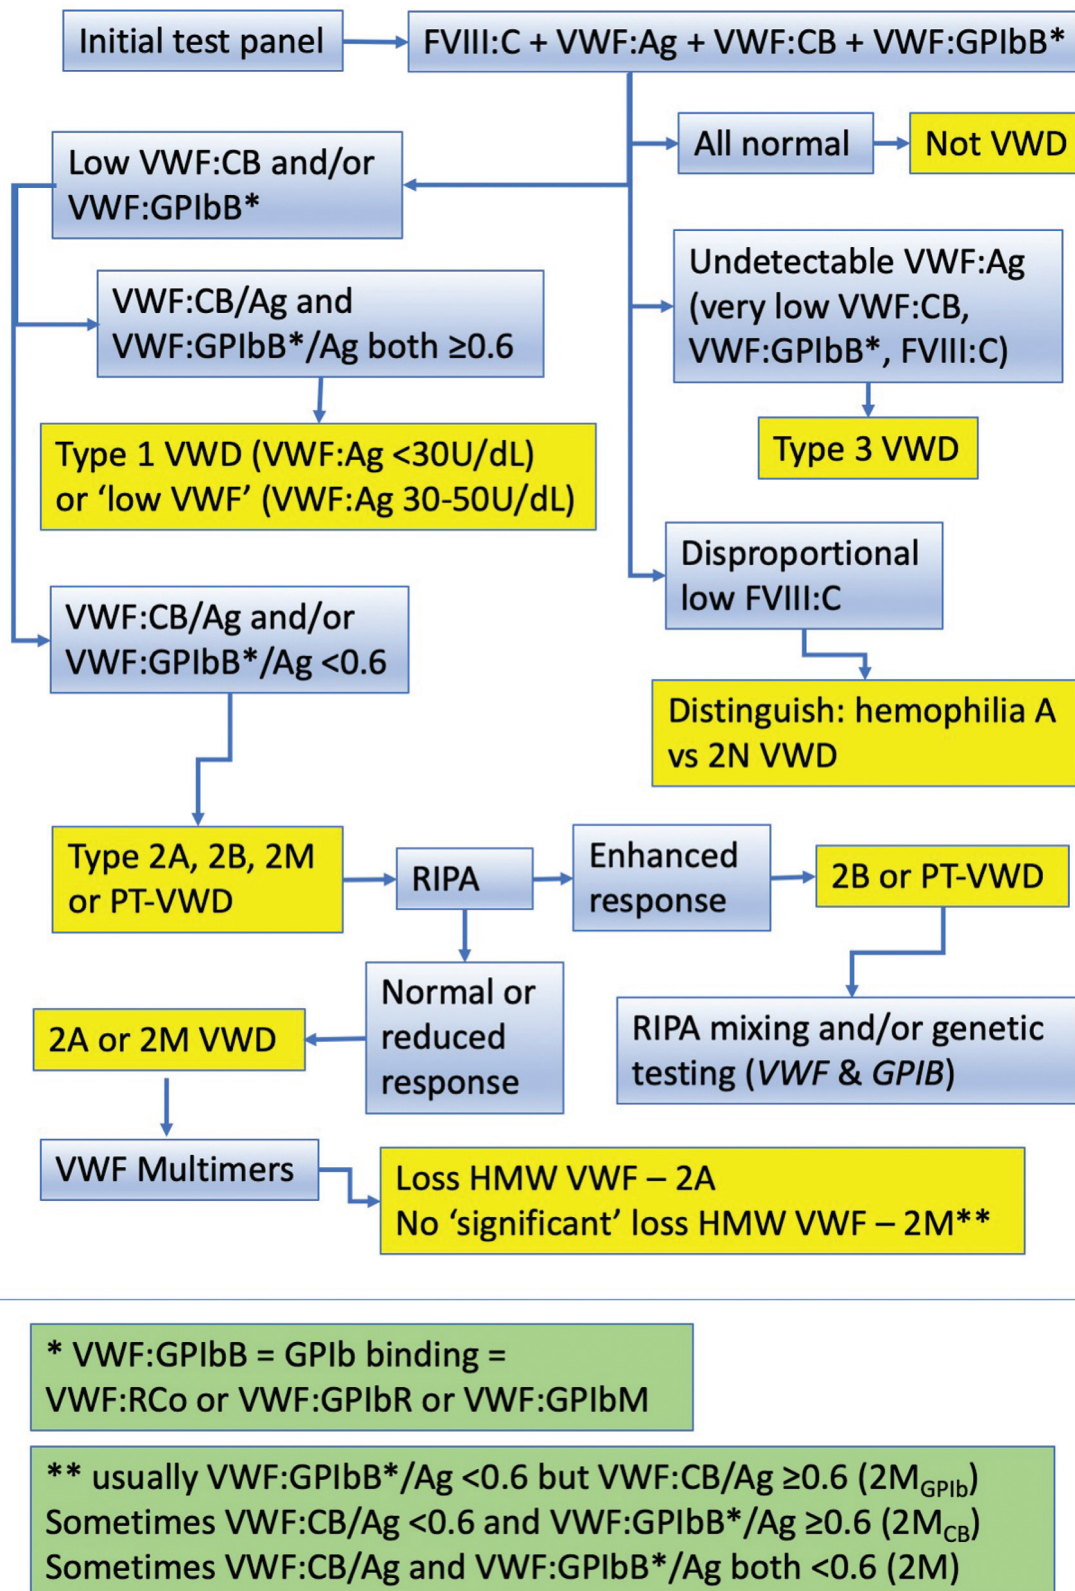 Initial test panel
FVIII:C + VWF:Ag + VWF:CB + VWF:GPIbB*
All normal
Not VWD
Low VWF:CB and/or
VWF:GPIbB*
Undetectable VWF:Ag
(very low VWF:CB,
VWF:GPIbB*, FVIII:C)
VWF:CB/Ag and
VWF:GPIbB*/Ag both ≥0.6
Type 3 VWD
Type 1 VWD (VWF:Ag <30U/dL)
or ‘low VWF’ (VWF:Ag 30-50U/dL)
Disproportional
low FVIII:C
VWF:CB/Ag and/or
VWF:GPIbB*/Ag <0.6
Distinguish: hemophilia A
vs 2N VWD
Type 2A, 2B, 2M
or PT-VWD
RIPA
Enhanced
response
2B or PT-VWD
Normal or
reduced
response
2A or 2M VWD
RIPA mixing and/or genetic
testing (VWF & GPIB)
VWF Multimers
Loss HMW VWF – 2A
No ‘significant’ loss HMW VWF – 2M**
* VWF:GPIbB = GPIb binding =
VWF:RCo or VWF:GPIbR or VWF:GPIbM
** usually VWF:GPIbB*/Ag <0.6 but VWF:CB/Ag ≥0.6 (2M_GPIb)
Sometimes VWF:CB/Ag <0.6 and VWF:GPIbB*/Ag ≥0.6 (2M_CB)
Sometimes VWF:CB/Ag and VWF:GPIbB*/Ag both <0.6 (2M)